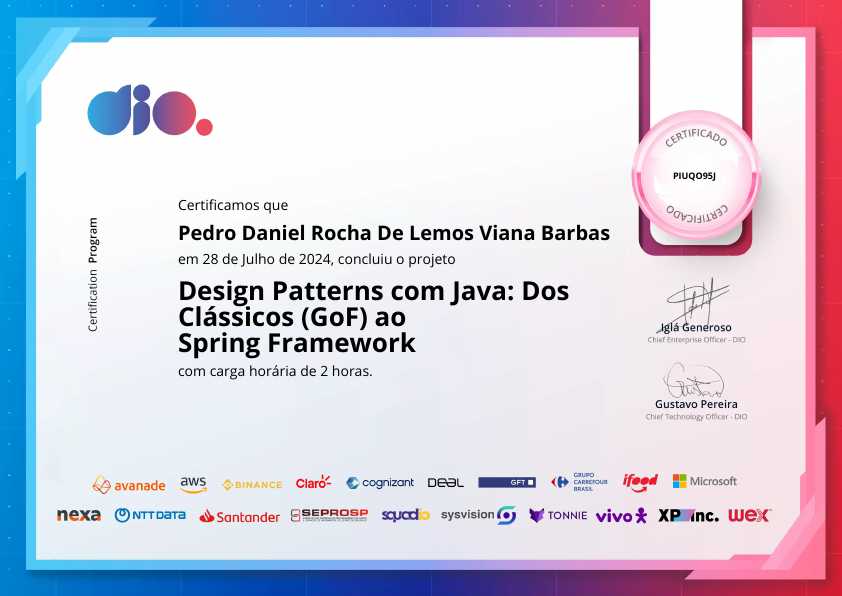 dio.
CERTIFICADO
PIUQO95J
CERTIFICADO
Certification Program
Certificamos que
Pedro Daniel Rocha De Lemos Viana Barbas
em 28 de Julho de 2024, concluiu o projeto
Design Patterns com Java: Dos
Clássicos (GoF) ao
Spring Framework
com carga horária de 2 horas.
Iglá Generoso
Chief Enterprise Officer - DIO
Gustavo Pereira
Chief Technology Officer - DIO
avanade aws BINANCE Claro cognizant DEAL GFT GRUPO CARREFOUR BRASIL ifood Microsoft
nexa NTT DATA Santander SEPROSP squadio sysvision TONNIE vivo XP inc. wex